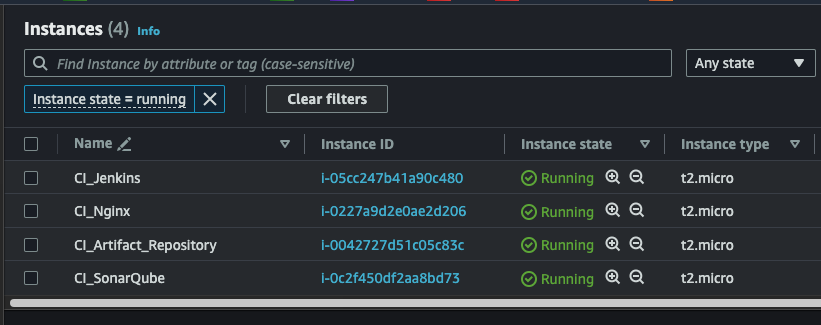 Instances (4) Info
Find Instance by attribute or tag (case-sensitive) Any state
Instance state = running Clear filters
Name Instance ID Instance state Instance type
CI_Jenkins i-05cc247b41a90c480 Running t2.micro
CI_Nginx i-0227a9d2e0ae2d206 Running t2.micro
CI_Artifact_Repository i-0042727d51c05c83c Running t2.micro
CI_SonarQube i-0c2f450df2aa8bd73 Running t2.micro